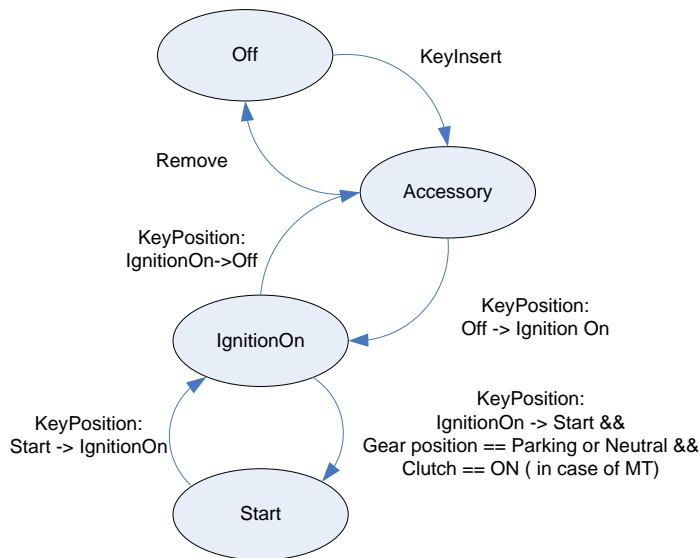 Off
KeyInsert
Remove
Accessory
KeyPosition:
IgnitionOn->Off
KeyPosition:
Off -> Ignition On
IgnitionOn
KeyPosition:
Start -> IgnitionOn
KeyPosition:
IgnitionOn -> Start &&
Gear position == Parking or Neutral &&
Clutch == ON ( in case of MT)
Start